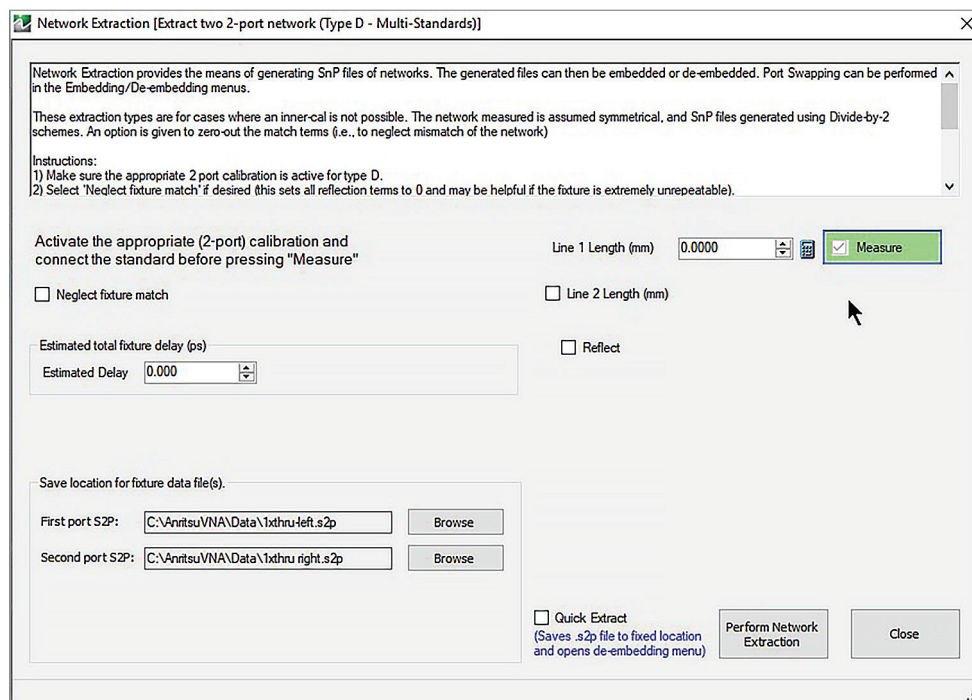 Network Extraction [Extract two 2-port network (Type D - Multi-Standards)]
Network Extraction provides the means of generating SnP files of networks. The generated files can then be embedded or de-embedded. Port Swapping can be performed
in the Embedding/De-embedding menus.
These extraction types are for cases where an inner-cal is not possible. The network measured is assumed symmetrical, and SnP files generated using Divide-by-2
schemes. An option is given to zero-out the match terms (i.e., to neglect mismatch of the network)
Instructions:
1) Make sure the appropriate 2 port calibration is active for type D.
2) Select 'Neglect fixture match' if desired (this sets all reflection terms to 0 and may be helpful if the fixture is extremely unrepeatable).
Activate the appropriate (2-port) calibration and
connect the standard before pressing "Measure"
Line 1 Length (mm) 0.0000 Measure
Neglect fixture match
Line 2 Length (mm)
Estimated total fixture delay (ps)
Reflect
Estimated Delay 0.000
Save location for fixture data file(s).
First port S2P: C:\AnritsuVNA\Data\1xthru-left.s2p Browse
Second port S2P: C:\AnritsuVNA\Data\1xthru right.s2p Browse
Quick Extract
(Saves .s2p file to fixed location
and opens de-embedding menu)
Perform Network
Extraction
Close